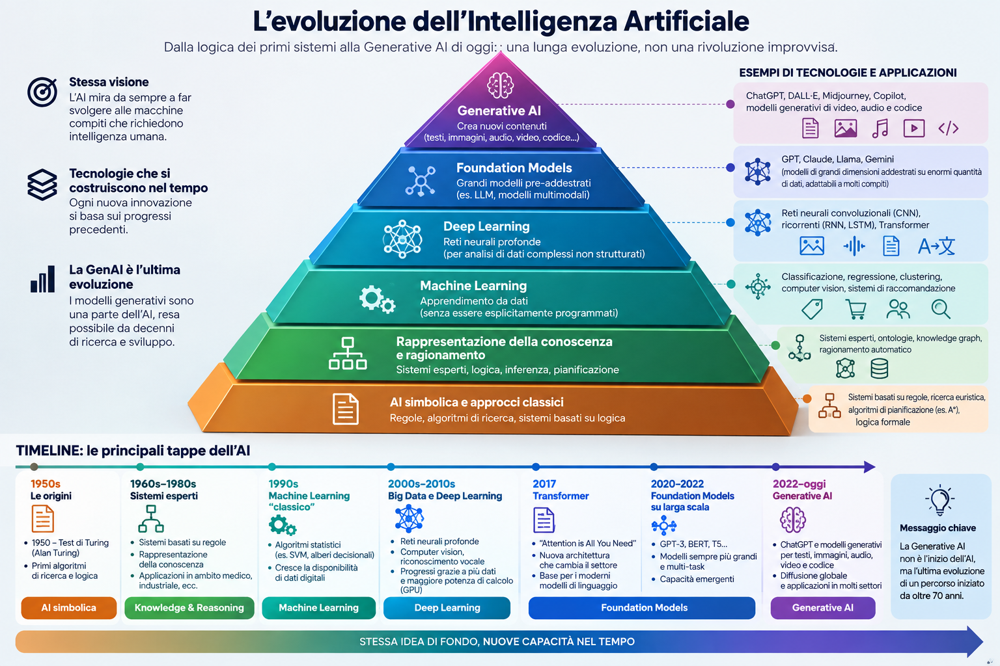 L'evoluzione dell'Intelligenza Artificiale
Dalla logica dei primi sistemi alla Generative AI di oggi: una lunga evoluzione, non una rivoluzione improvvisa.
Stessa visione
L'AI mira da sempre a far
svolgere alle macchine
compiti che richiedono
intelligenza umana.
Tecnologie che si
costruiscono nel tempo
Ogni nuova innovazione
si basa sui progressi
precedenti.
La GenAI è l'ultima
evoluzione
I modelli generativi sono
una parte dell'AI, resa
possibile da decenni
di ricerca e sviluppo.
Generative AI
Crea nuovi contenuti
(testi, immagini, audio, video, codice...)
Foundation Models
Grandi modelli pre-addestrati
(es. LLM, modelli multimodali)
Deep Learning
Reti neurali profonde
(per analisi di dati complessi non strutturati)
Machine Learning
Apprendimento da dati
(senza essere esplicitamente programmati)
Rappresentazione della conoscenza
e ragionamento
Sistemi esperti, logica, inferenza, pianificazione
AI simbolica e approcci classici
Regole, algoritmi di ricerca, sistemi basati su logica
ESEMPI DI TECNOLOGIE E APPLICAZIONI
ChatGPT, DALL·E, Midjourney, Copilot,
modelli generativi di video, audio e codice
</>
GPT, Claude, Llama, Gemini
(modelli di grandi dimensioni addestrati su enormi quantità
di dati, adattabili a molti compiti)
Reti neurali convoluzionali (CNN),
ricorrenti (RNN, LSTM), Transformer
A→文
Classificazione, regressione, clustering,
computer vision, sistemi di raccomandazione
Sistemi esperti, ontologie, knowledge graph,
ragionamento automatico
Sistemi basati su regole, ricerca euristica,
algoritmi di pianificazione (es. A*),
logica formale
TIMELINE: le principali tappe dell'AI
1950s
Le origini
• 1950 – Test di Turing
(Alan Turing)
• Primi algoritmi
di ricerca e logica
AI simbolica
1960s–1980s
Sistemi esperti
• Sistemi basati su regole
• Rappresentazione
della conoscenza
• Applicazioni in ambito medico,
industriale, ecc.
Knowledge & Reasoning
1990s
Machine Learning
"classico"
• Algoritmi statistici
(es. SVM, alberi decisionali)
• Cresce la disponibilità
di dati digitali
Machine Learning
2000s–2010s
Big Data e Deep Learning
• Reti neurali profonde
• Computer vision,
riconoscimento vocale
• Progressi grazie a più dati
e maggiore potenza di calcolo
(GPU)
Deep Learning
2017
Transformer
• "Attention is All You Need"
• Nuova architettura
che cambia il settore
• Base per i moderni
modelli di linguaggio
2020–2022
Foundation Models
su larga scala
• GPT-3, BERT, T5...
• Modelli sempre più grandi
e multi-task
• Capacità emergenti
Foundation Models
2022–oggi
Generative AI
• ChatGPT e modelli generativi
per testi, immagini, audio,
video e codice
• Diffusione globale
e applicazioni in molti settori
Generative AI
Messaggio chiave
La Generative AI
non è l'inizio dell'AI,
ma l'ultima evoluzione
di un percorso iniziato
da oltre 70 anni.
STESSA IDEA DI FONDO, NUOVE CAPACITÀ NEL TEMPO